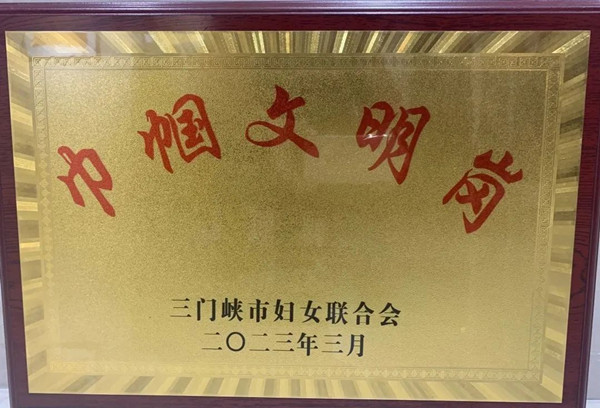 巾帼文明岗
三门峡市妇女联合会
二〇二三年三月